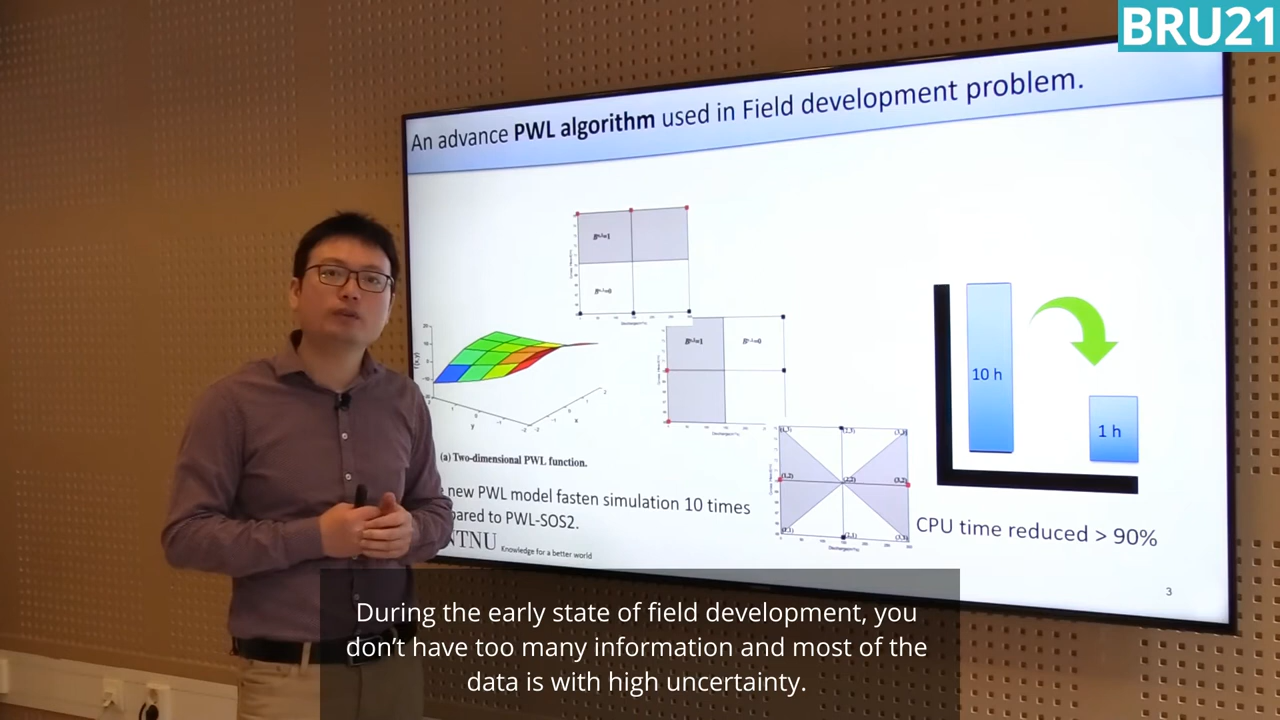 BRU21
An advance PWL algorithm used in Field development problem.
10 h
1 h
(a) Two-dimensional PWL function.
new PWL model fasten simulation 10 times
pared to PWL-SOS2.
NTNU Knowledge for a better world
CPU time reduced > 90%
3
During the early state of field development, you
don’t have too many information and most of the
data is with high uncertainty.